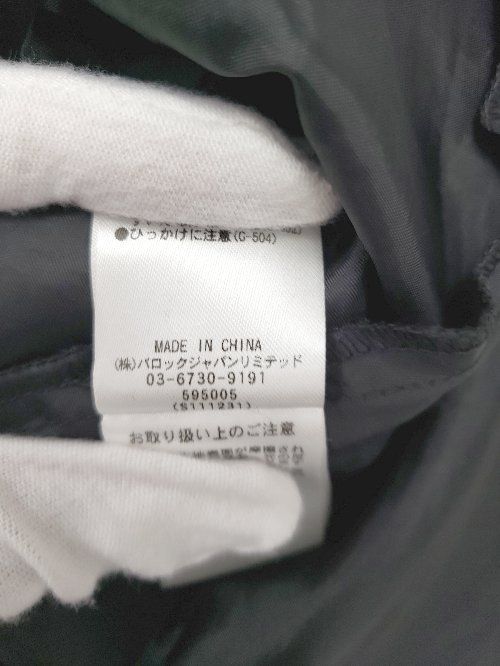 ●ひっかけに注意(G-504)
MADE IN CHINA
(株)バロックジャパンリミテッド
03-6730-9191
595005
(S111231)
お取り扱い上のご注意